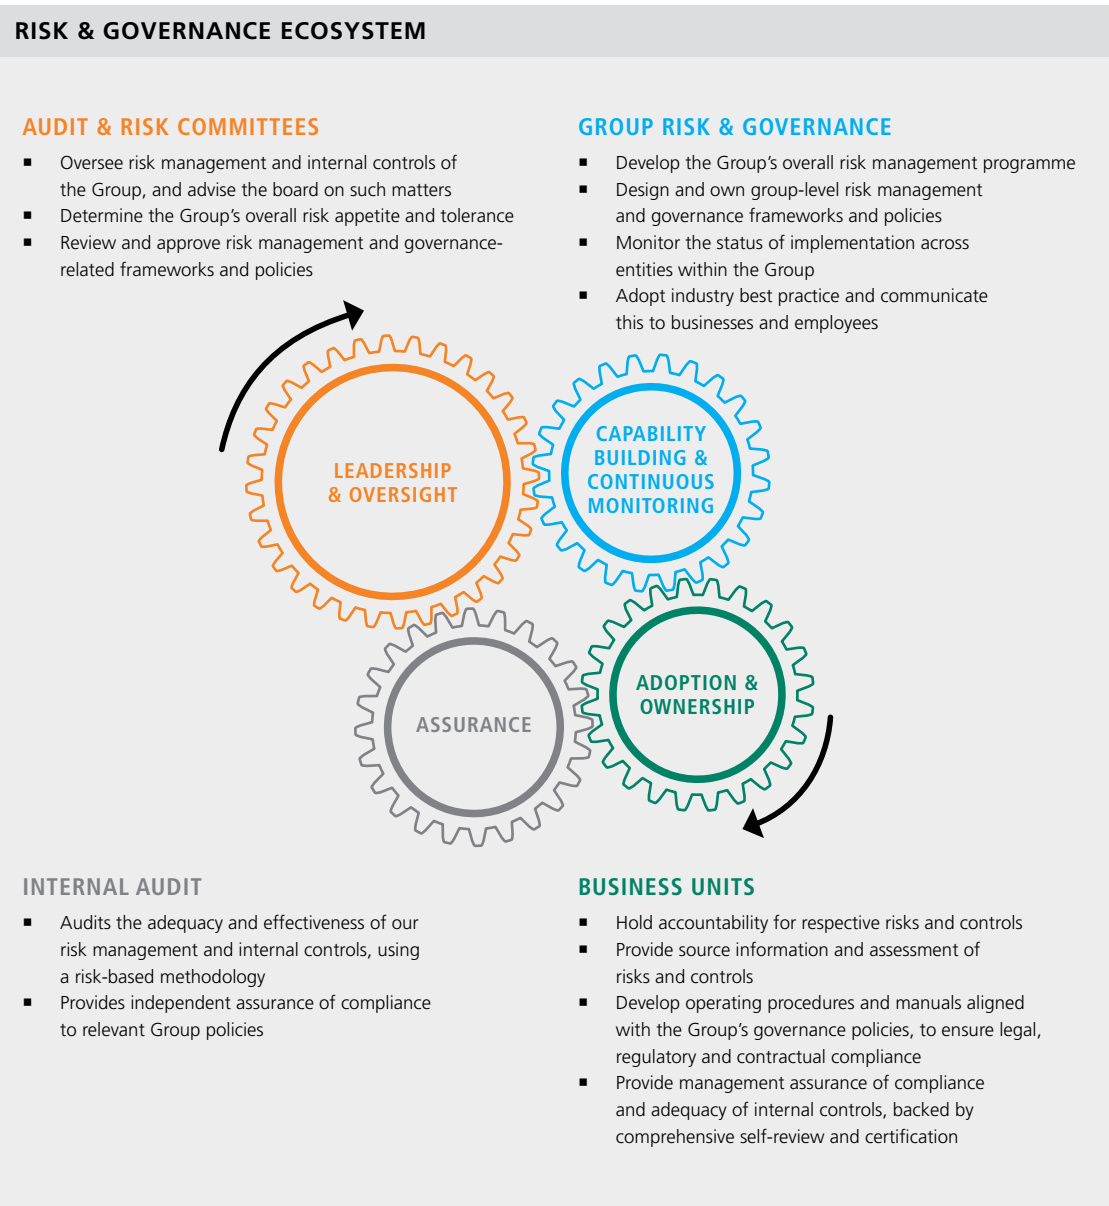 RISK & GOVERNANCE ECOSYSTEM
AUDIT & RISK COMMITTEES
▪ Oversee risk management and internal controls of
the Group, and advise the board on such matters
▪ Determine the Group’s overall risk appetite and tolerance
▪ Review and approve risk management and governance-
related frameworks and policies
GROUP RISK & GOVERNANCE
▪ Develop the Group’s overall risk management programme
▪ Design and own group-level risk management
and governance frameworks and policies
▪ Monitor the status of implementation across
entities within the Group
▪ Adopt industry best practice and communicate
this to businesses and employees
LEADERSHIP
& OVERSIGHT
CAPABILITY
BUILDING &
CONTINUOUS
MONITORING
ASSURANCE
ADOPTION &
OWNERSHIP
INTERNAL AUDIT
▪ Audits the adequacy and effectiveness of our
risk management and internal controls, using
a risk-based methodology
▪ Provides independent assurance of compliance
to relevant Group policies
BUSINESS UNITS
▪ Hold accountability for respective risks and controls
▪ Provide source information and assessment of
risks and controls
▪ Develop operating procedures and manuals aligned
with the Group’s governance policies, to ensure legal,
regulatory and contractual compliance
▪ Provide management assurance of compliance
and adequacy of internal controls, backed by
comprehensive self-review and certification